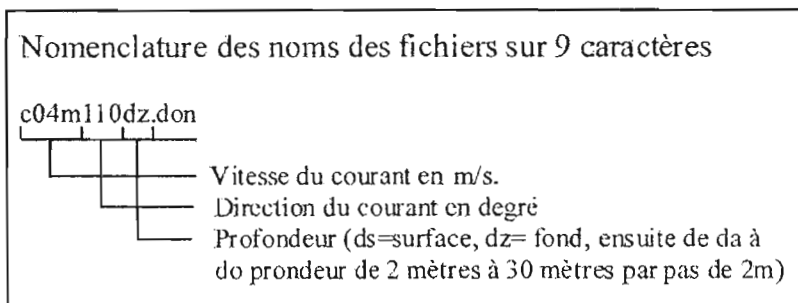 Nomenclature des noms des fichiers sur 9 caractères
c04m110dz.don
Vitesse du courant en m/s.
Direction du courant en degré
Profondeur (ds=surface, dz= fond, ensuite de da à
do prondeur de 2 mètres à 30 mètres par pas de 2m)